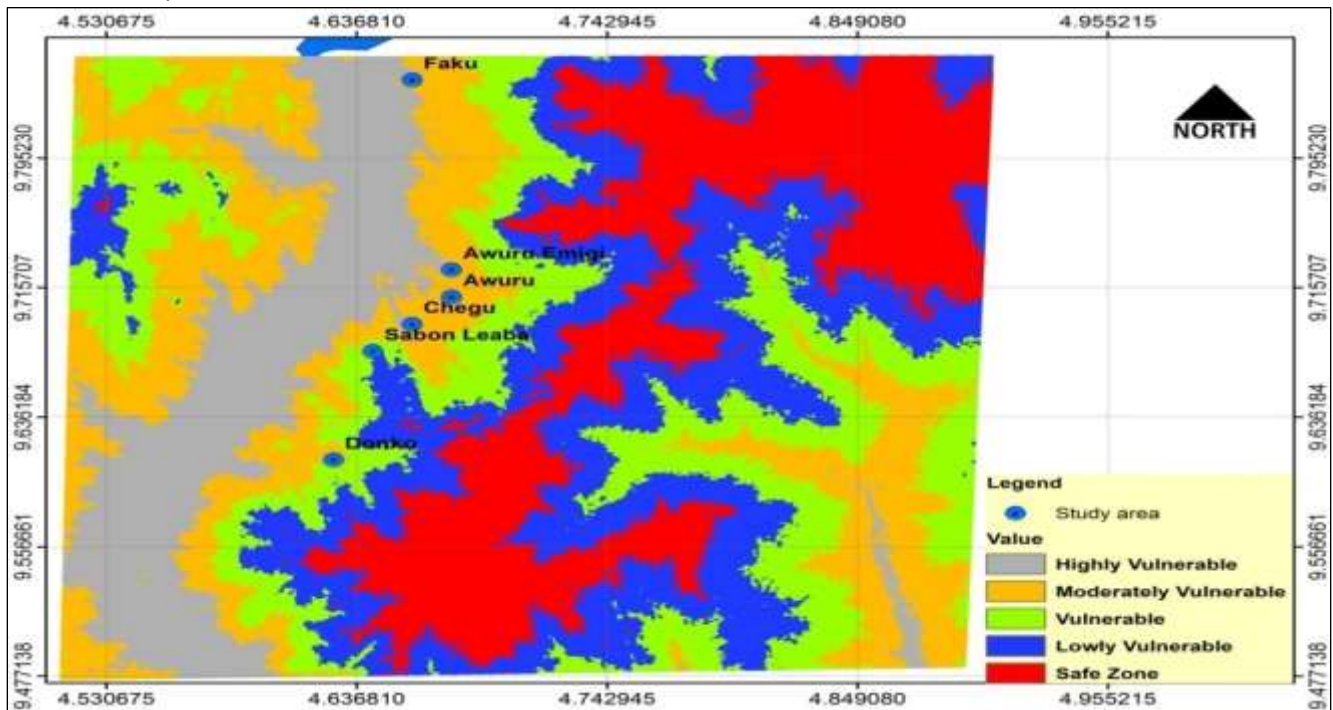 4.530675 4.636810 4.742945 4.849080 4.955215
Faku
NORTH
9.795230 9.795230
Awuro Emigi
9.715707 9.715707
Awuru
Chegu
Sabon Leaba
9.636184 9.636184
Donko
Legend
Study area
Value
9.556661 9.556661
Highly Vulnerable
Moderately Vulnerable
Vulnerable
Lowly Vulnerable
Safe Zone
9.477138 9.477138
4.530675 4.636810 4.742945 4.849080 4.955215